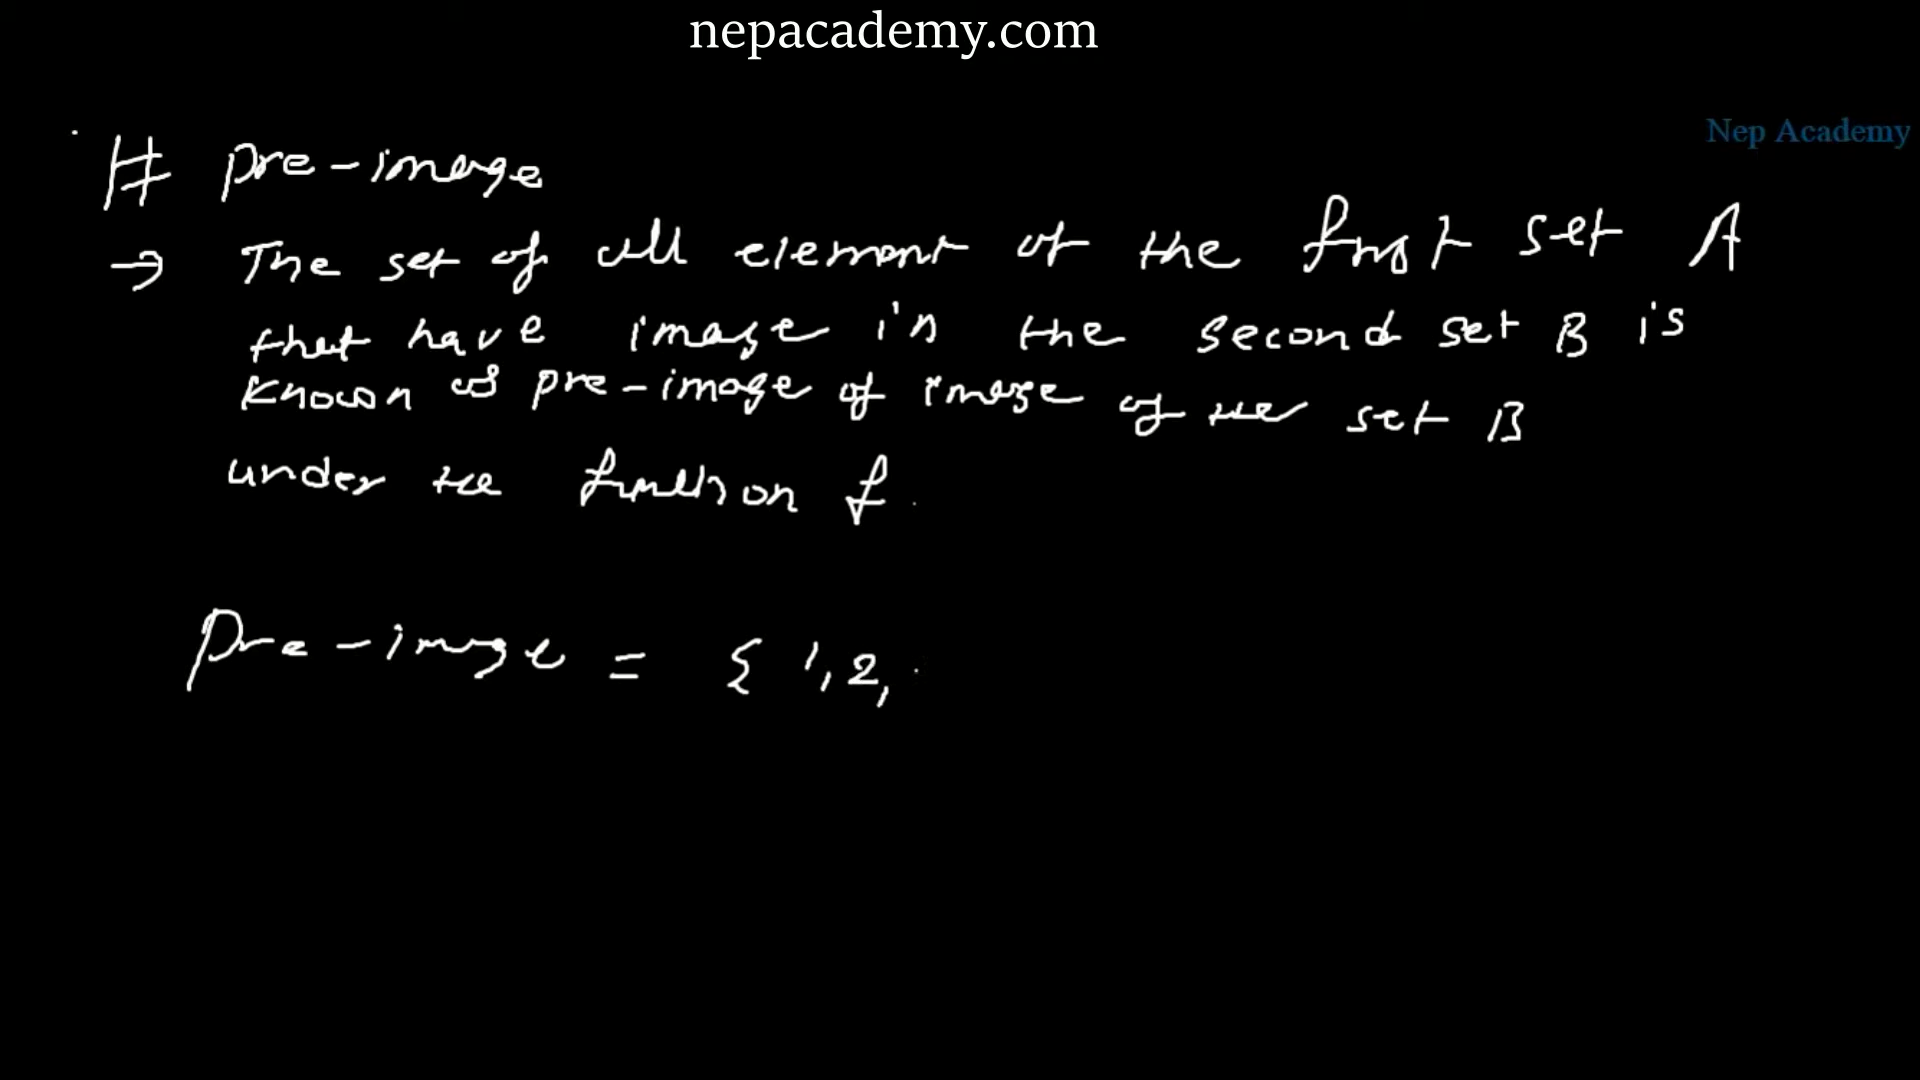 nepacademy.com
Nep Academy
# pre-image
→ The set of all element of the first set A
that have image in the second set B is
known as pre-image of image of the set B
under the function f.
Pre-image = { 1, 2,